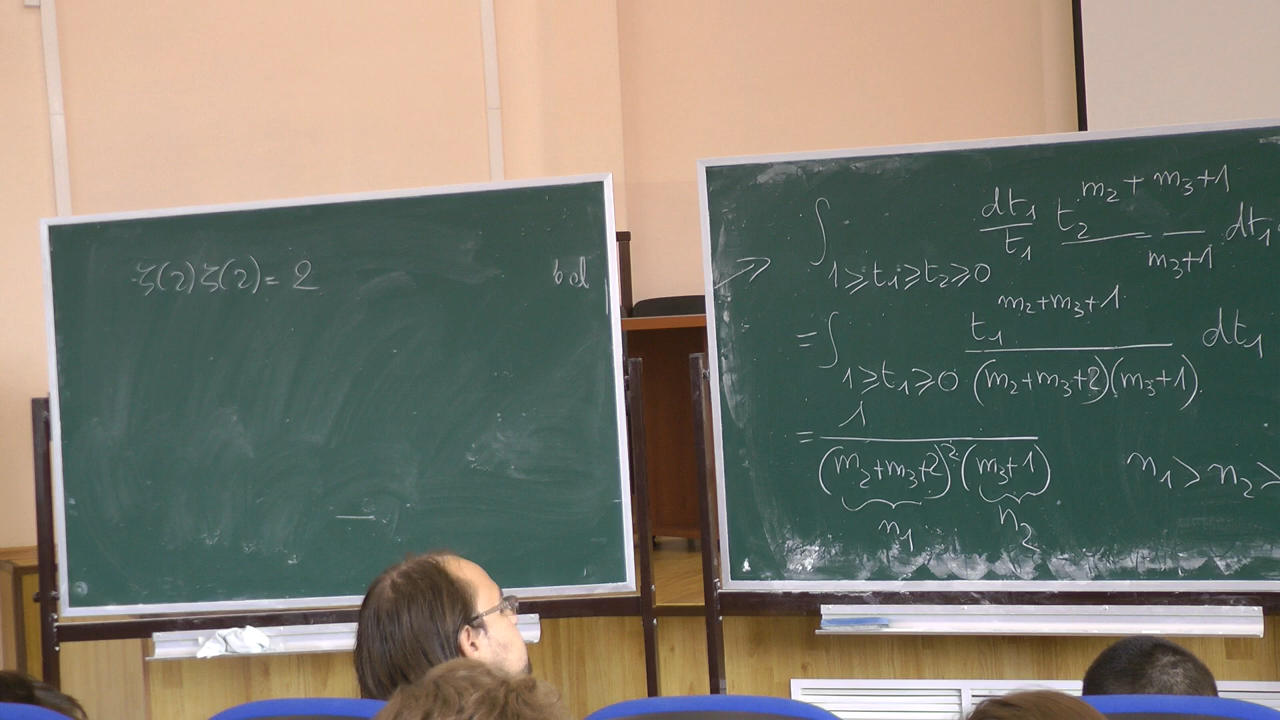 ζ(2)ζ(2)=2
∫_{1⩾t₁⩾t₂⩾0} dt₁/t₁ t₂^{m₂+m₃+1}/(m₃+1) dt₁
=∫_{1⩾t₁⩾0} t₁^{m₂+m₃+1}/((m₂+m₃+2)(m₃+1)) dt₁
= 1/((m₂+m₃+2)²(m₃+1)) n₁>n₂>
n₁ n₂